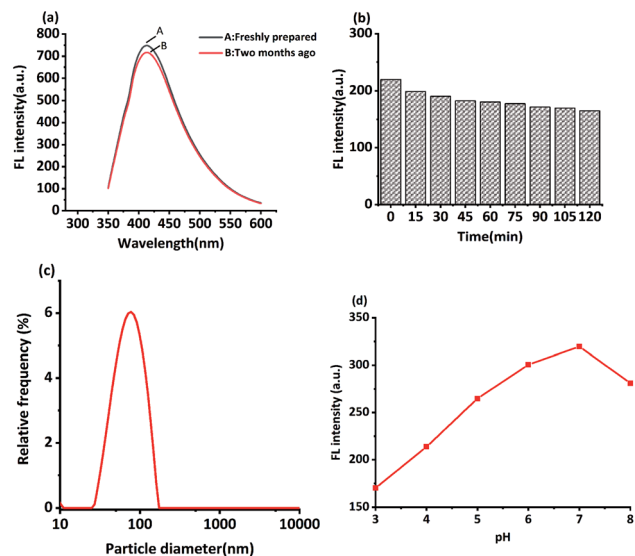 (a)
A
B
A:Freshly prepared
B:Two months ago
800
700
600
500
400
300
200
100
0
FL intensity(a.u.)
300 350 400 450 500 550 600
Wavelength(nm)
(b)
300
200
100
0
FL intensity(a.u.)
0 15 30 45 60 75 90 105 120
Time(min)
(c)
6
4
2
0
Relative frequency (%)
10 100 1000 10000
Particle diameter(nm)
(d)
350
300
250
200
150
FL intensity (a.u.)
3 4 5 6 7 8
pH